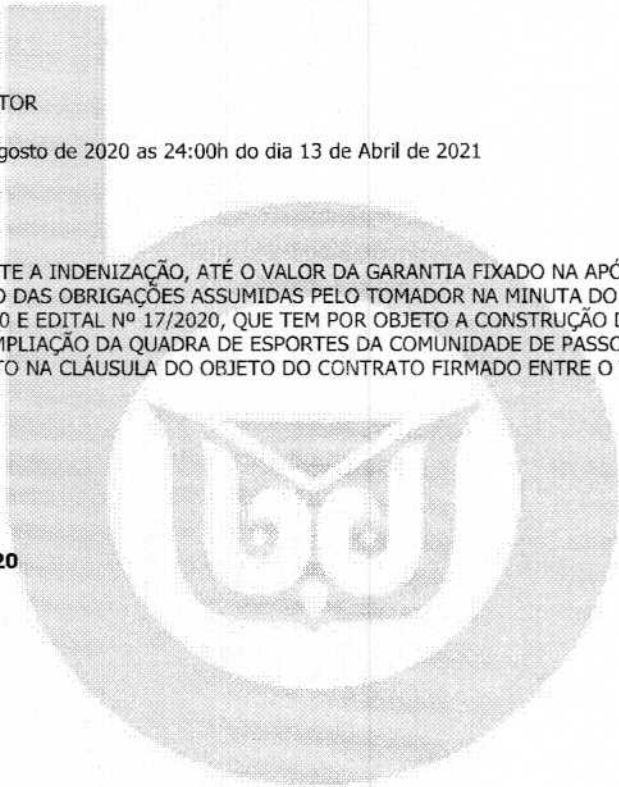 TOR
gosto de 2020 as 24:00h do dia 13 de Abril de 2021
TE A INDENIZAÇÃO, ATÉ O VALOR DA GARANTIA FIXADO NA APÓ
O DAS OBRIGAÇÕES ASSUMIDAS PELO TOMADOR NA MINUTA DO
0 E EDITAL Nº 17/2020, QUE TEM POR OBJETO A CONSTRUÇÃO D
MPLIAÇÃO DA QUADRA DE ESPORTES DA COMUNIDADE DE PASSO
TO NA CLÁUSULA DO OBJETO DO CONTRATO FIRMADO ENTRE O
20